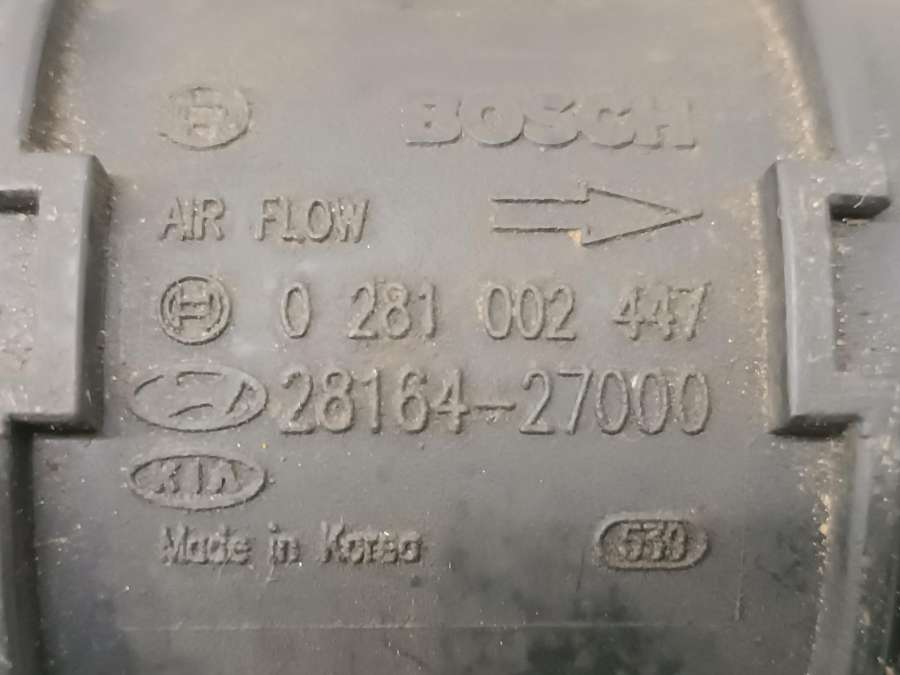 BOSCH
AIR FLOW
0 281 002 447
28164-27000
KIA
Made in Korea
530